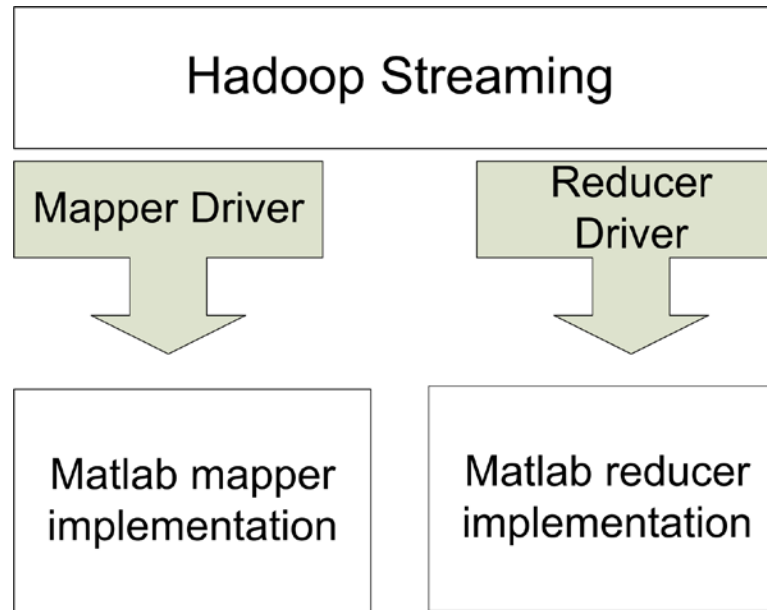 Hadoop Streaming
Mapper Driver
Reducer
Driver
Matlab mapper
implementation
Matlab reducer
implementation